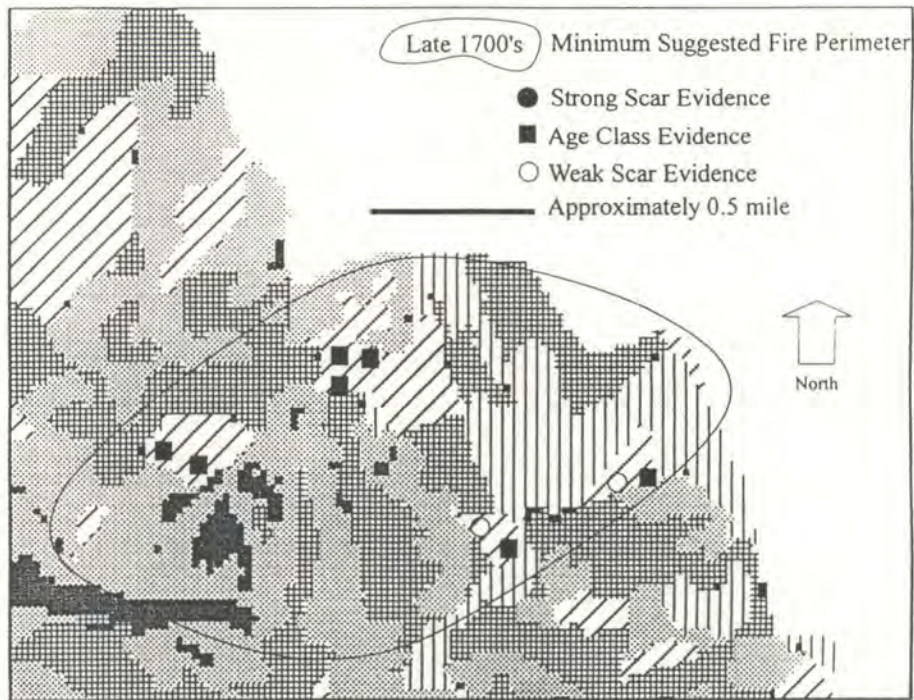 Late 1700's Minimum Suggested Fire Perimeter
Strong Scar Evidence
Age Class Evidence
Weak Scar Evidence
Approximately 0.5 mile
North